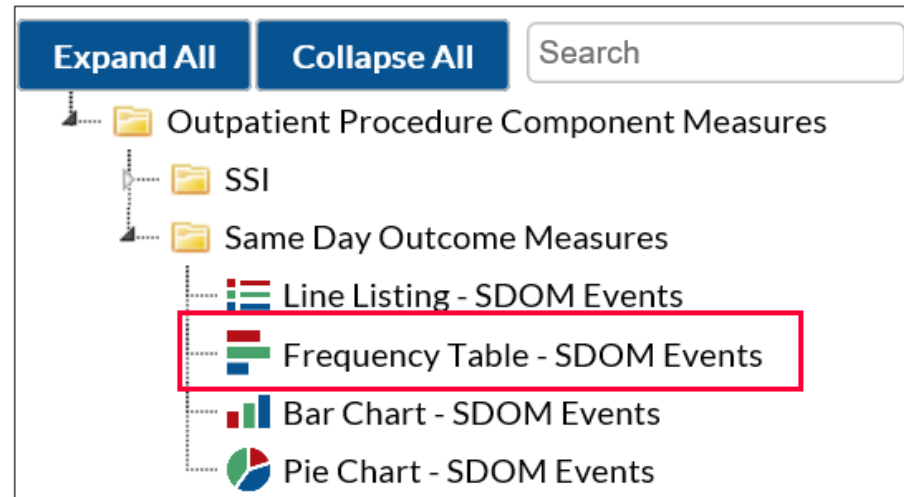 Expand All Collapse All Search
Outpatient Procedure Component Measures
SSI
Same Day Outcome Measures
Line Listing - SDOM Events
Frequency Table - SDOM Events
Bar Chart - SDOM Events
Pie Chart - SDOM Events